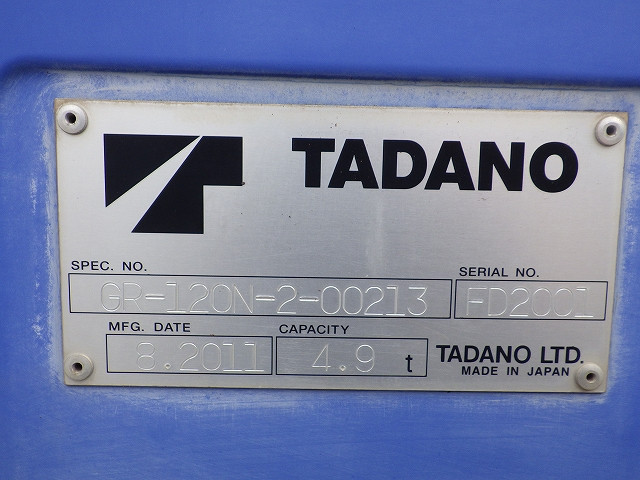 TADANO
SPEC. NO. SERIAL NO.
GR-120N-2-00213 FD2001
MFG. DATE CAPACITY
8.2011 4.9 t TADANO LTD.
MADE IN JAPAN